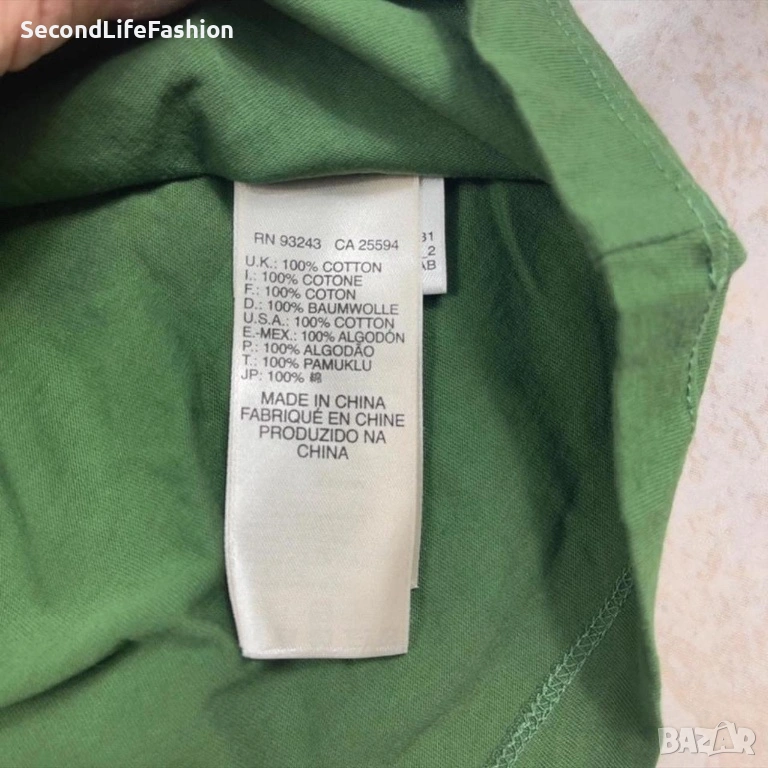 SecondLifeFashion
RN 93243 CA 25594
U.K.: 100% COTTON
I.: 100% COTONE
F.: 100% COTON
D.: 100% BAUMWOLLE
U.S.A.: 100% COTTON
E.-MEX.: 100% ALGODÓN
P.: 100% ALGODÃO
T.: 100% PAMUKLU
JP: 100% 綿
MADE IN CHINA
FABRIQUÉ EN CHINE
PRODUZIDO NA
CHINA
BAZAR